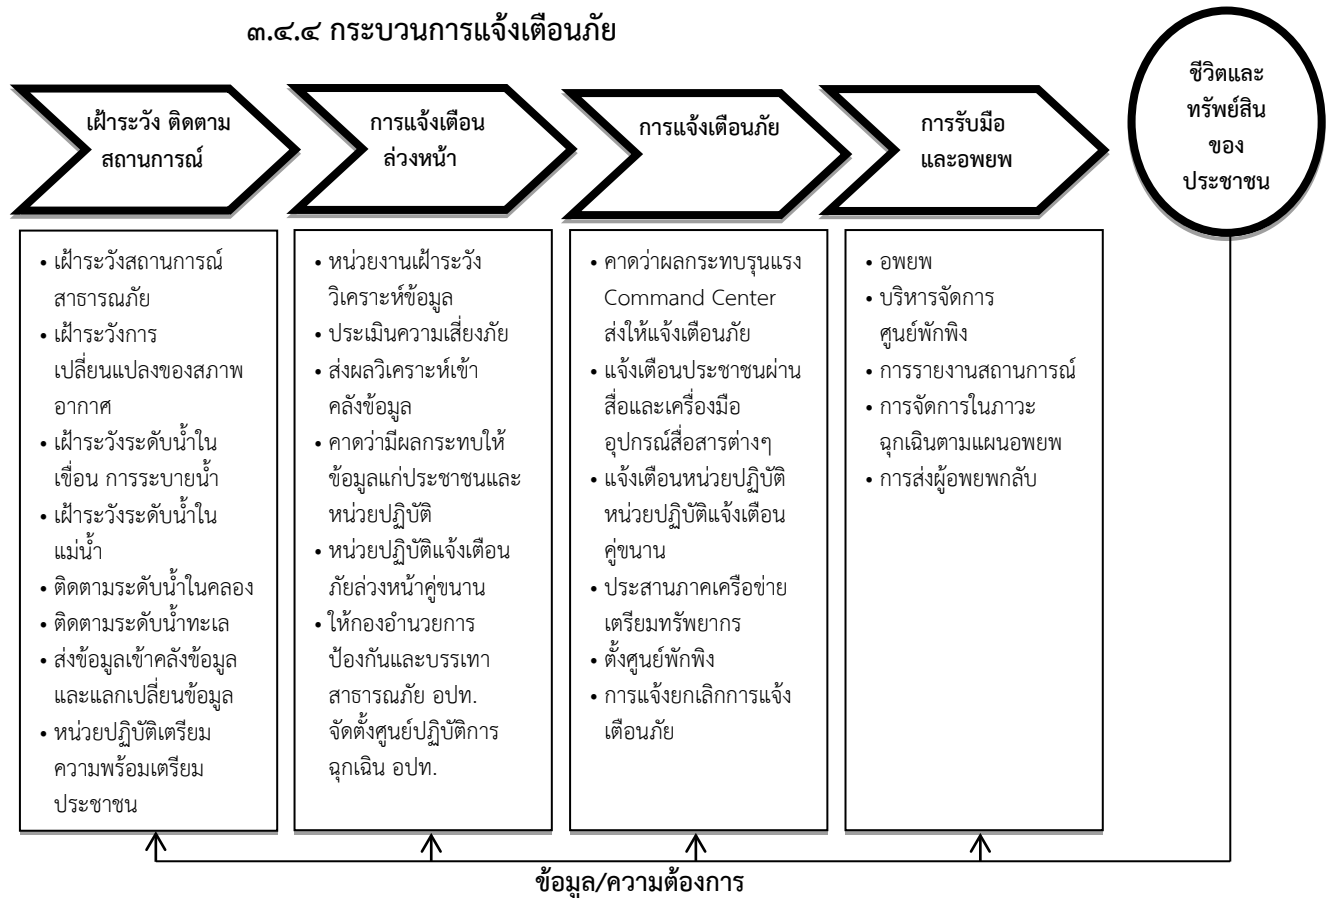 ๓.๔.๔ กระบวนการแจ้งเตือนภัย
เฝ้าระวัง ติดตาม
สถานการณ์
การแจ้งเตือน
ล่วงหน้า
การแจ้งเตือนภัย
การรับมือ
และอพยพ
ชีวิตและ
ทรัพย์สิน
ของ
ประชาชน
• เฝ้าระวังสถานการณ์
สาธารณภัย
• เฝ้าระวังการ
เปลี่ยนแปลงของสภาพ
อากาศ
• เฝ้าระวังระดับน้ำใน
เขื่อน การระบายน้ำ
• เฝ้าระวังระดับน้ำใน
แม่น้ำ
• ติดตามระดับน้ำในคลอง
• ติดตามระดับน้ำทะเล
• ส่งข้อมูลเข้าคลังข้อมูล
และแลกเปลี่ยนข้อมูล
• หน่วยปฏิบัติเตรียม
ความพร้อมเตรียม
ประชาชน
• หน่วยงานเฝ้าระวัง
วิเคราะห์ข้อมูล
• ประเมินความเสี่ยงภัย
• ส่งผลวิเคราะห์เข้า
คลังข้อมูล
• คาดว่ามีผลกระทบให้
ข้อมูลแก่ประชาชนและ
หน่วยปฏิบัติ
• หน่วยปฏิบัติแจ้งเตือน
ภัยล่วงหน้าคู่ขนาน
• ให้กองอำนวยการ
ป้องกันและบรรเทา
สาธารณภัย อปท.
จัดตั้งศูนย์ปฏิบัติการ
ฉุกเฉิน อปท.
• คาดว่าผลกระทบรุนแรง
Command Center
ส่งให้แจ้งเตือนภัย
• แจ้งเตือนประชาชนผ่าน
สื่อและเครื่องมือ
อุปกรณ์สื่อสารต่างๆ
• แจ้งเตือนหน่วยปฏิบัติ
หน่วยปฏิบัติแจ้งเตือน
คู่ขนาน
• ประสานภาคเครือข่าย
เตรียมทรัพยากร
• ตั้งศูนย์พักพิง
• การแจ้งยกเลิกการแจ้ง
เตือนภัย
• อพยพ
• บริหารจัดการ
ศูนย์พักพิง
• การรายงานสถานการณ์
• การจัดการในภาวะ
ฉุกเฉินตามแผนอพยพ
• การส่งผู้อพยพกลับ
ข้อมูล/ความต้องการ